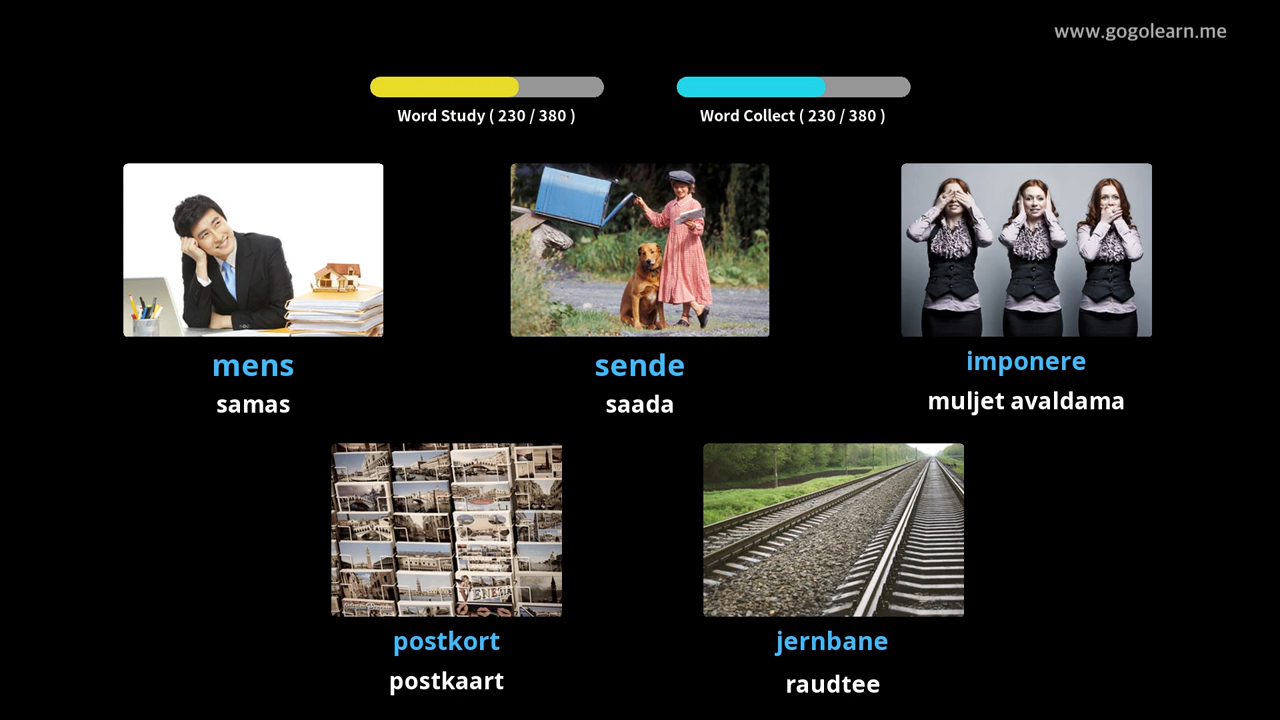 www.gogolearn.me
Word Study ( 230 / 380 )
Word Collect ( 230 / 380 )
mens
samas
sende
saada
imponere
muljet avaldama
postkort
postkaart
jernbane
raudtee